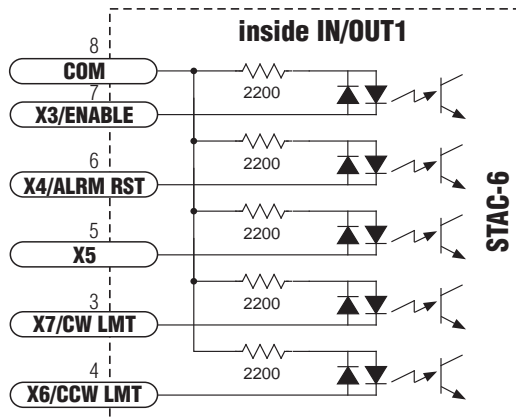 inside IN/OUT1
8
COM
2200
7
X3/ENABLE
2200
6
X4/ALRM RST
2200
5
X5
2200
3
X7/CW LMT
2200
4
X6/CCW LMT
STAC-6